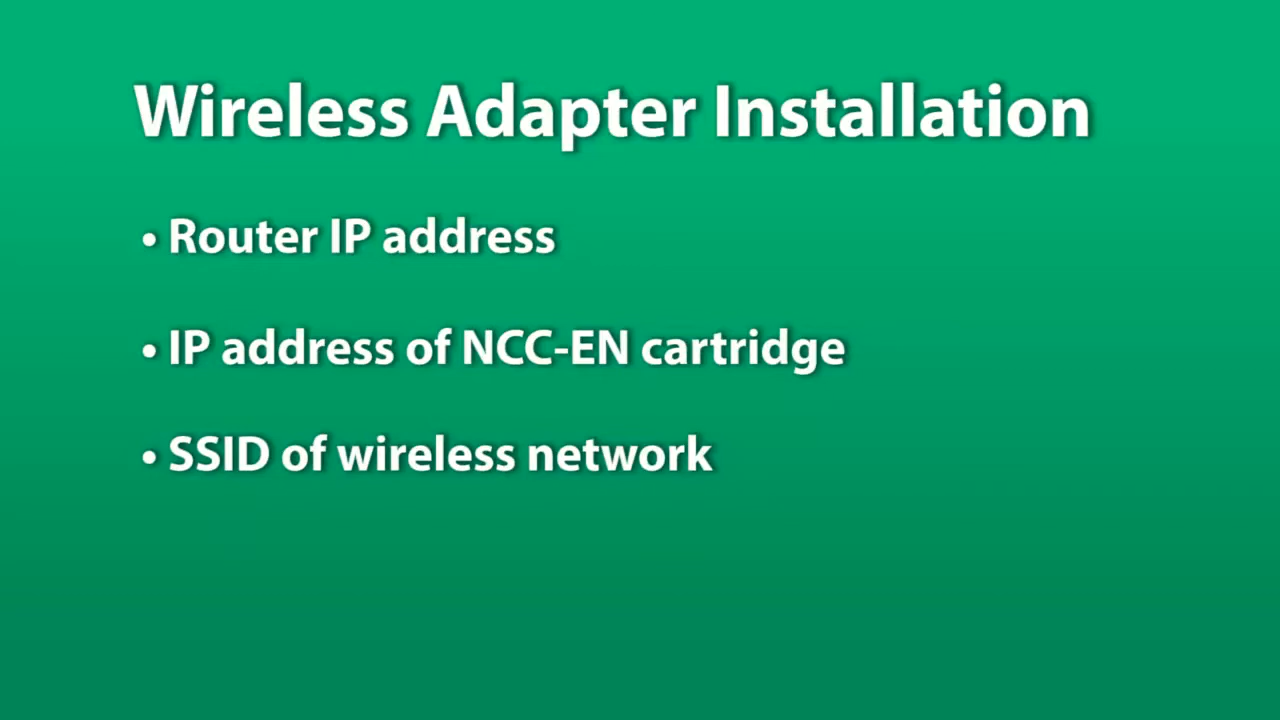 Wireless Adapter Installation
• Router IP address
• IP address of NCC-EN cartridge
• SSID of wireless network